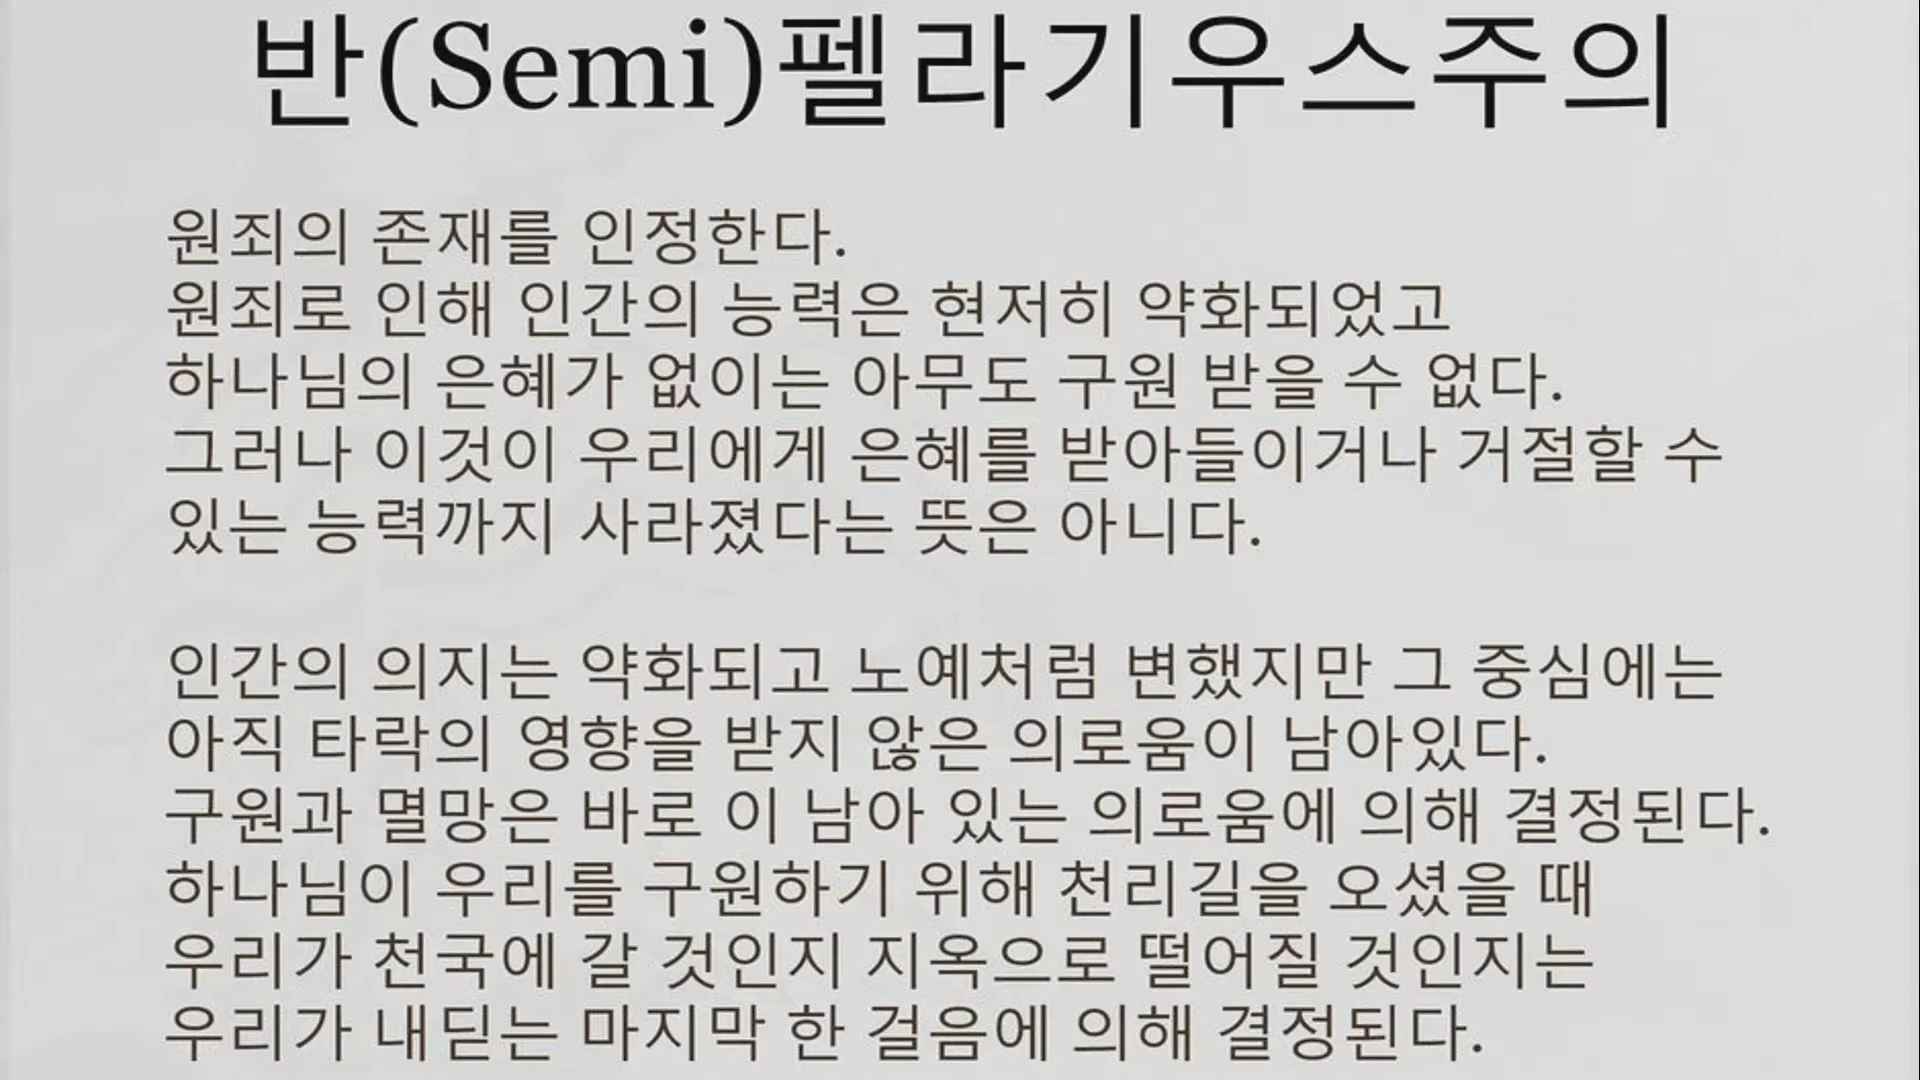 반(Semi)펠라기우스주의
원죄의 존재를 인정한다.
원죄로 인해 인간의 능력은 현저히 약화되었고
하나님의 은혜가 없이는 아무도 구원 받을 수 없다.
그러나 이것이 우리에게 은혜를 받아들이거나 거절할 수
있는 능력까지 사라졌다는 뜻은 아니다.
인간의 의지는 약화되고 노예처럼 변했지만 그 중심에는
아직 타락의 영향을 받지 않은 의로움이 남아있다.
구원과 멸망은 바로 이 남아 있는 의로움에 의해 결정된다.
하나님이 우리를 구원하기 위해 천리길을 오셨을 때
우리가 천국에 갈 것인지 지옥으로 떨어질 것인지는
우리가 내딛는 마지막 한 걸음에 의해 결정된다.